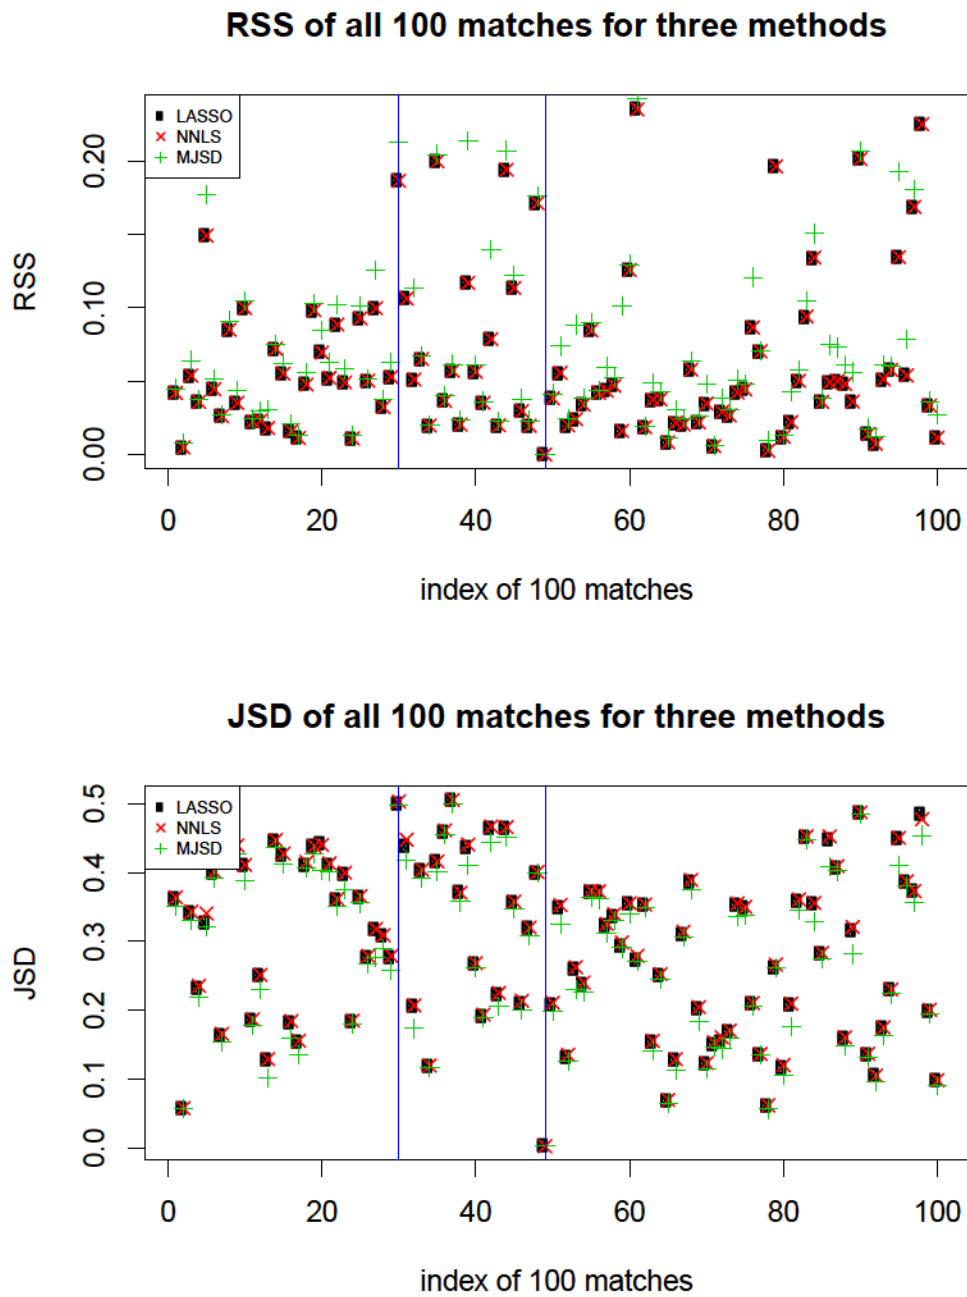 RSS of all 100 matches for three methods
LASSO
NNLS
MJSD
0.20
0.10
0.00
RSS
0 20 40 60 80 100
index of 100 matches
JSD of all 100 matches for three methods
LASSO
NNLS
MJSD
0.5
0.4
0.3
0.2
0.1
0.0
JSD
0 20 40 60 80 100
index of 100 matches